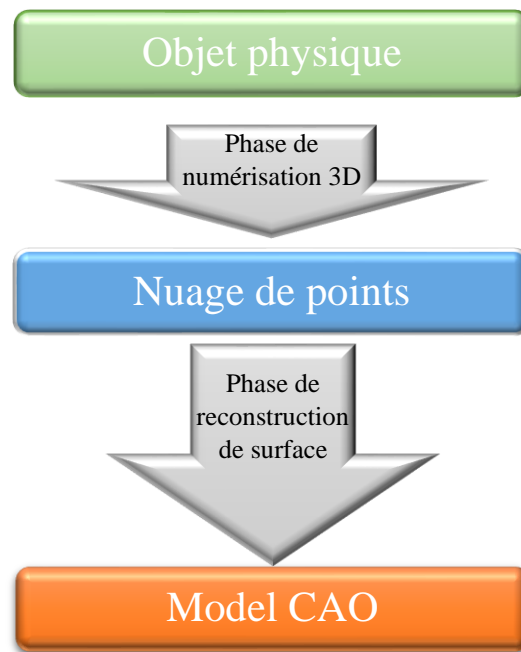 Objet physique
Phase de
numérisation 3D
Nuage de points
Phase de
reconstruction
de surface
Model CAO